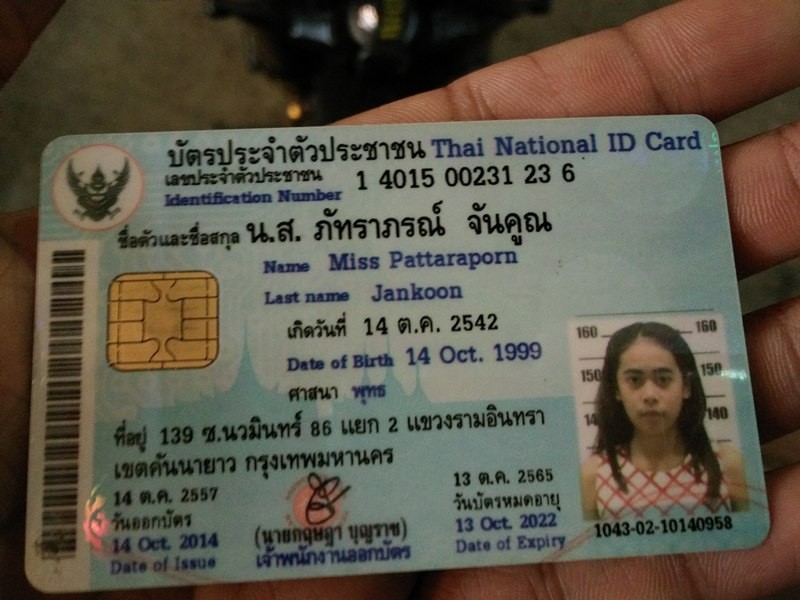 บัตรประจำตัวประชาชน Thai National ID Card
เลขประจำตัวประชาชน
Identification Number 1 4015 00231 23 6
ชื่อตัวและชื่อสกุล น.ส. ภัทราภรณ์ จันคูณ
Name Miss Pattaraporn
Last name Jankoon
เกิดวันที่ 14 ต.ค. 2542
Date of Birth 14 Oct. 1999
ศาสนา พุทธ
ที่อยู่ 139 ซ.นวมินทร์ 86 แยก 2 แขวงรามอินทรา
เขตคันนายาว กรุงเทพมหานคร
14 ต.ค. 2557
วันออกบัตร
14 Oct. 2014
Date of Issue
(นายกฤษฎา บุญราช)
เจ้าพนักงานออกบัตร
13 ต.ค. 2565
วันบัตรหมดอายุ
13 Oct. 2022
Date of Expiry
160 160
150 150
140
1043-02-10140958